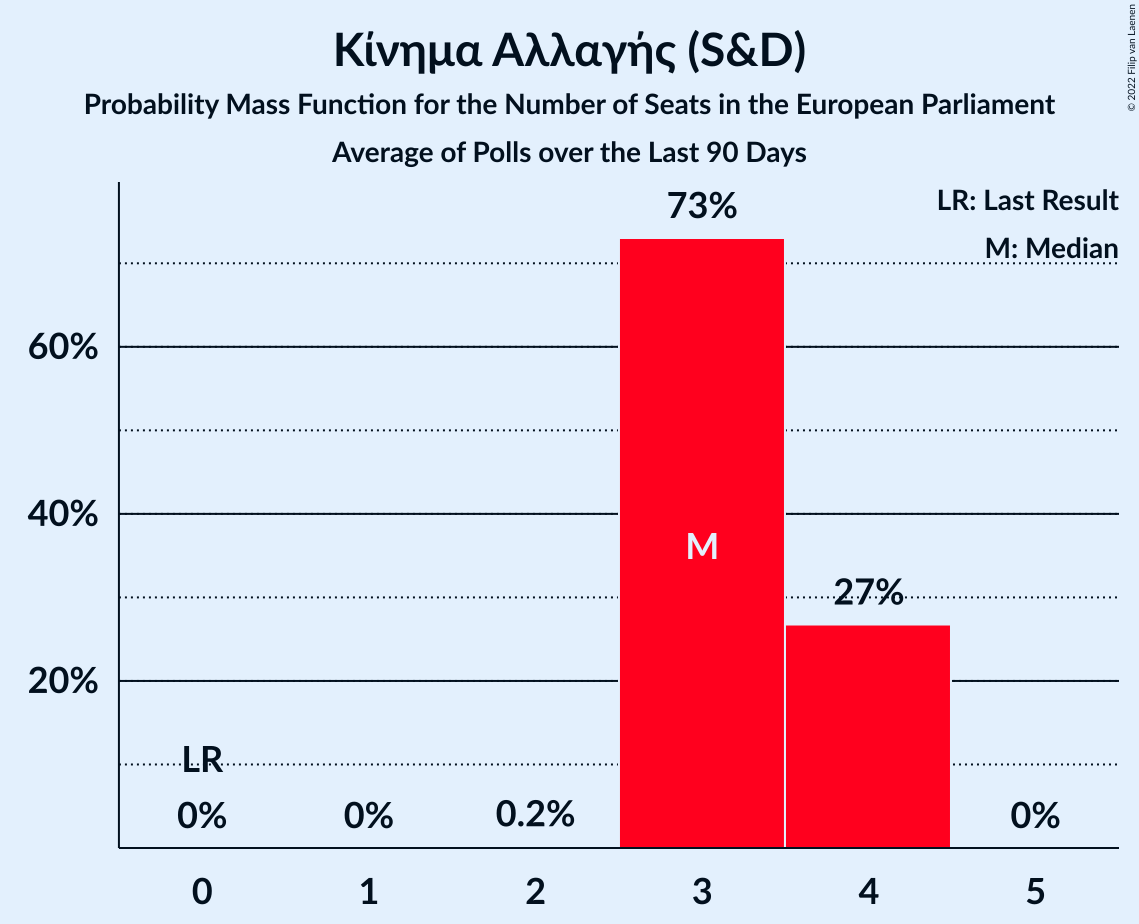 Κίνημα Αλλαγής (S&D)
Probability Mass Function for the Number of Seats in the European Parliament
Average of Polls over the Last 90 Days
© 2022 Filip van Laenen
LR: Last Result
M: Median
73%
60%
40%
M
27%
20%
LR
0% 0% 0.2% 0%
0 1 2 3 4 5